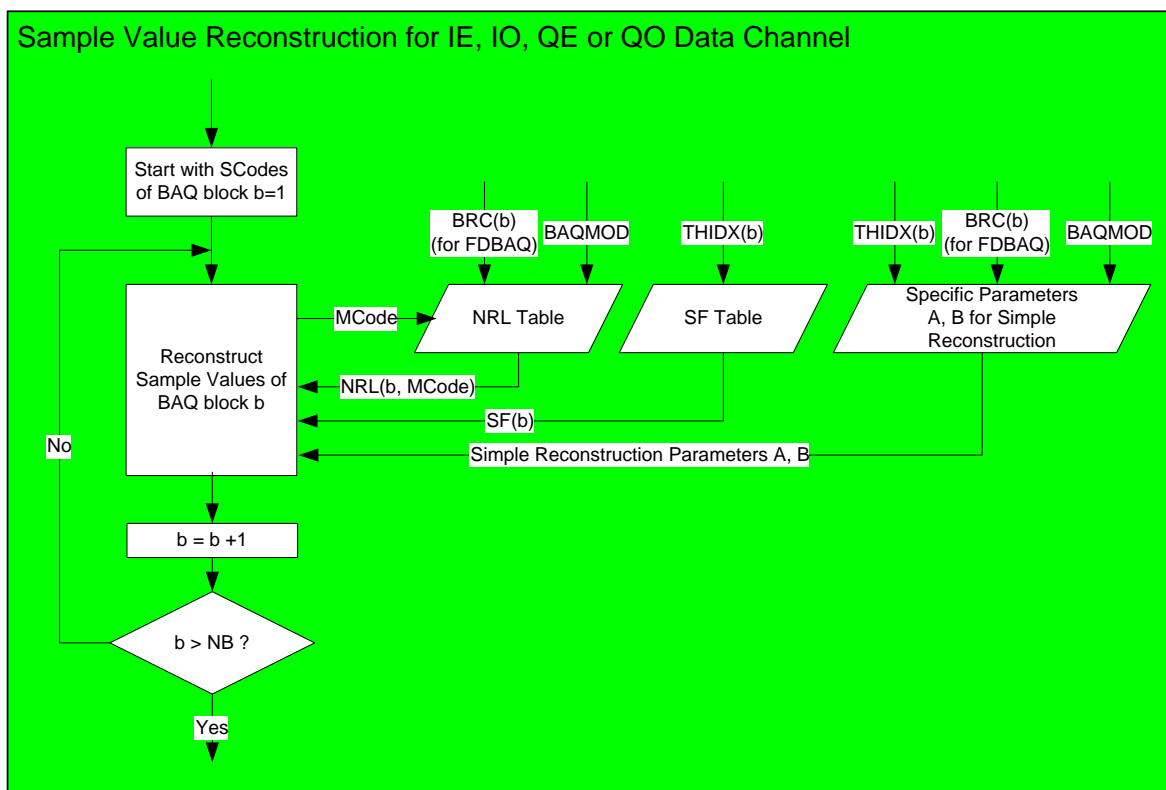 Sample Value Reconstruction for IE, IO, QE or QO Data Channel
Start with SCodes
of BAQ block b=1
BRC(b)
(for FDBAQ)
BAQMOD
THIDX(b)
THIDX(b)
BRC(b)
(for FDBAQ)
BAQMOD
Reconstruct
Sample Values of
BAQ block b
MCode
NRL Table
SF Table
Specific Parameters
A, B for Simple
Reconstruction
NRL(b, MCode)
SF(b)
Simple Reconstruction Parameters A, B
No
b = b +1
b > NB ?
Yes